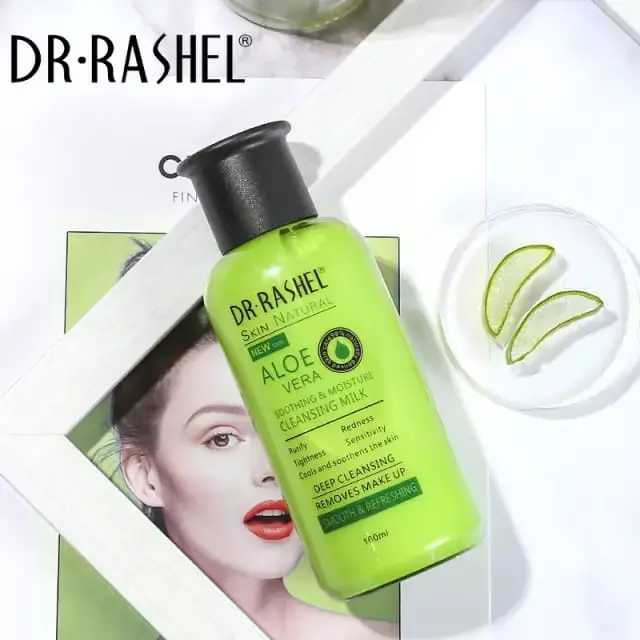 DR·RASHEL®
FIN
DR·RASHEL®
SKIN NATURAL
NEW
ALOE
VERA
SOOTHING & MOISTURE
CLEANSING MILK
Purify Redness
Tightness Sensitivity
Cools and soothens the skin
DEEP CLEANSING
REMOVES MAKE UP
SMOOTH & REFRESHING
100ml